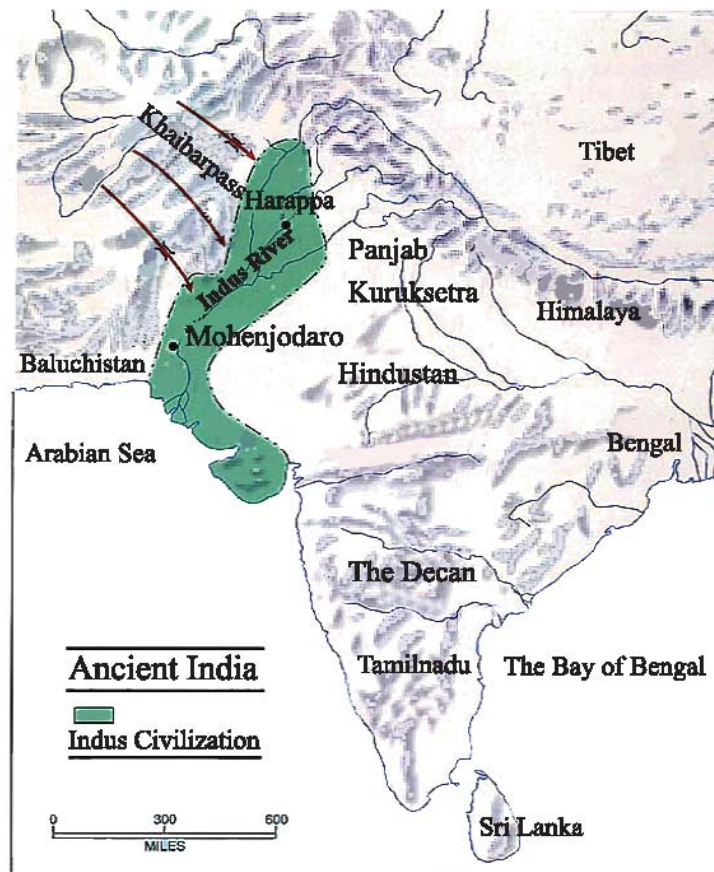 Khaibarpass
Tibet
Harappa
Indus River
Panjab
Kuruksetra
Himalaya
Mohenjodaro
Baluchistan
Hindustan
Arabian Sea
Bengal
The Decan
Ancient India
Tamilnadu
The Bay of Bengal
Indus Civilization
0 300 600
MILES
Sri Lanka